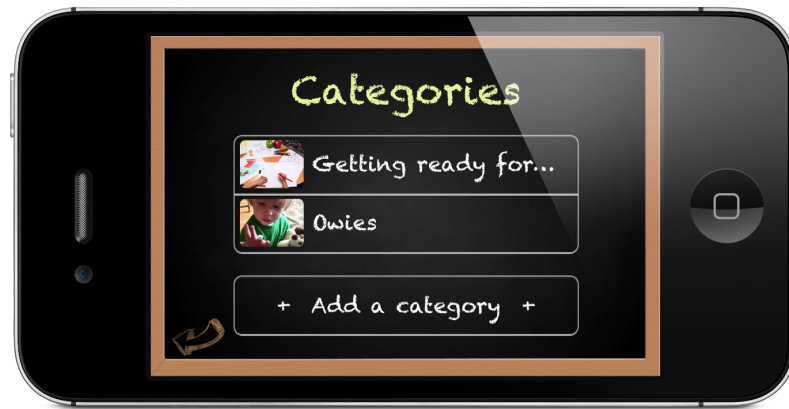 Categories
Getting ready for...
Owies
+ Add a category +